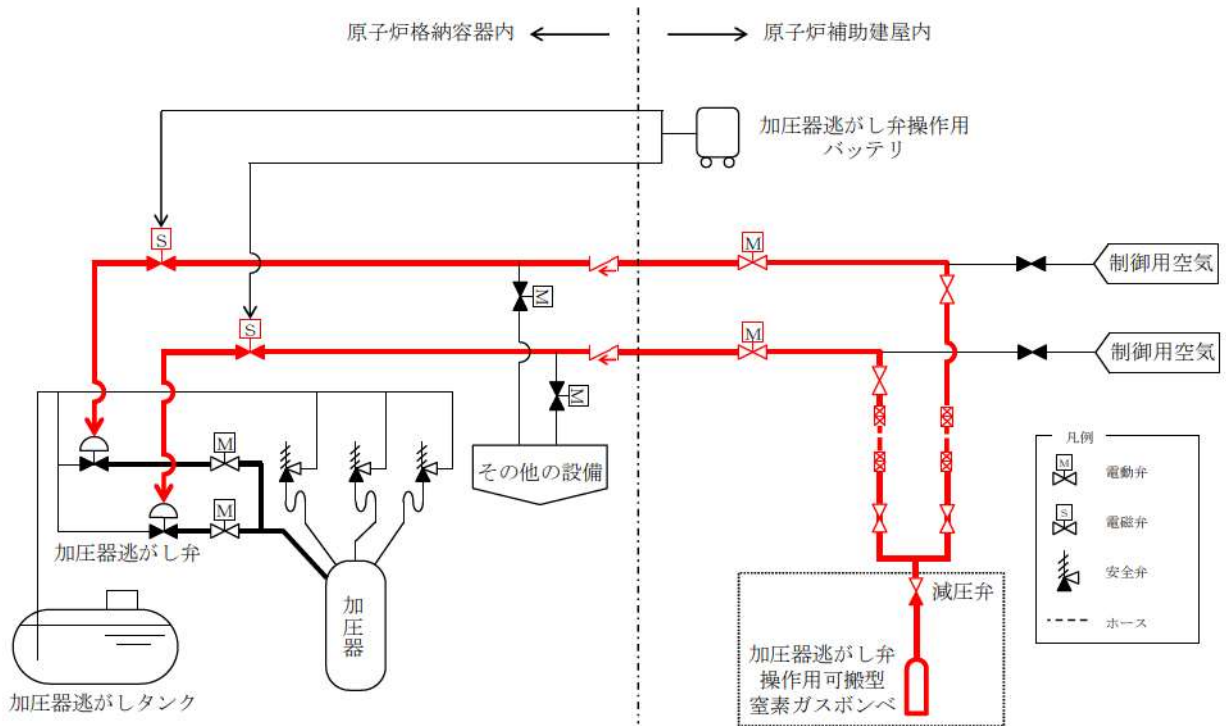 原子炉格納容器内
原子炉補助建屋内
加圧器逃がし弁操作用
バッテリ
S
M
制御用空気
M
S
M
制御用空気
M
M
M
その他の設備
加圧器逃がし弁
加圧器
加圧器逃がしタンク
減圧弁
加圧器逃がし弁
操作用可搬型
窒素ガスボンベ
凡例
M
電動弁
S
電磁弁
安全弁
ホース